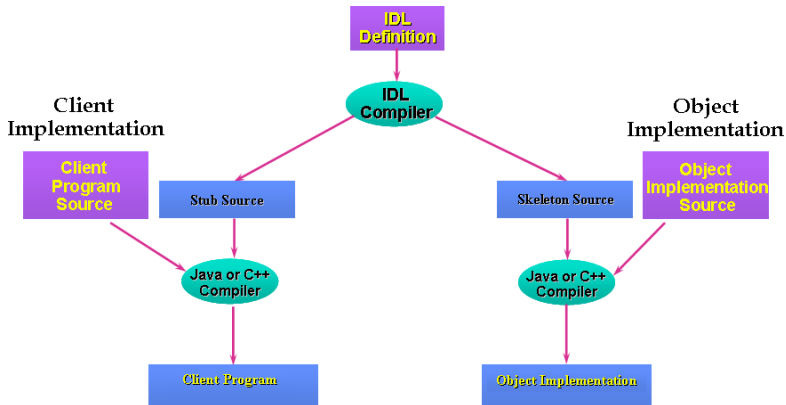 IDL
Definition
IDL
Compiler
Client
Implementation
Object
Implementation
Client
Program
Source
Stub Source
Skeleton Source
Object
Implementation
Source
Java or C++
Compiler
Java or C++
Compiler
Client Program
Object Implementation